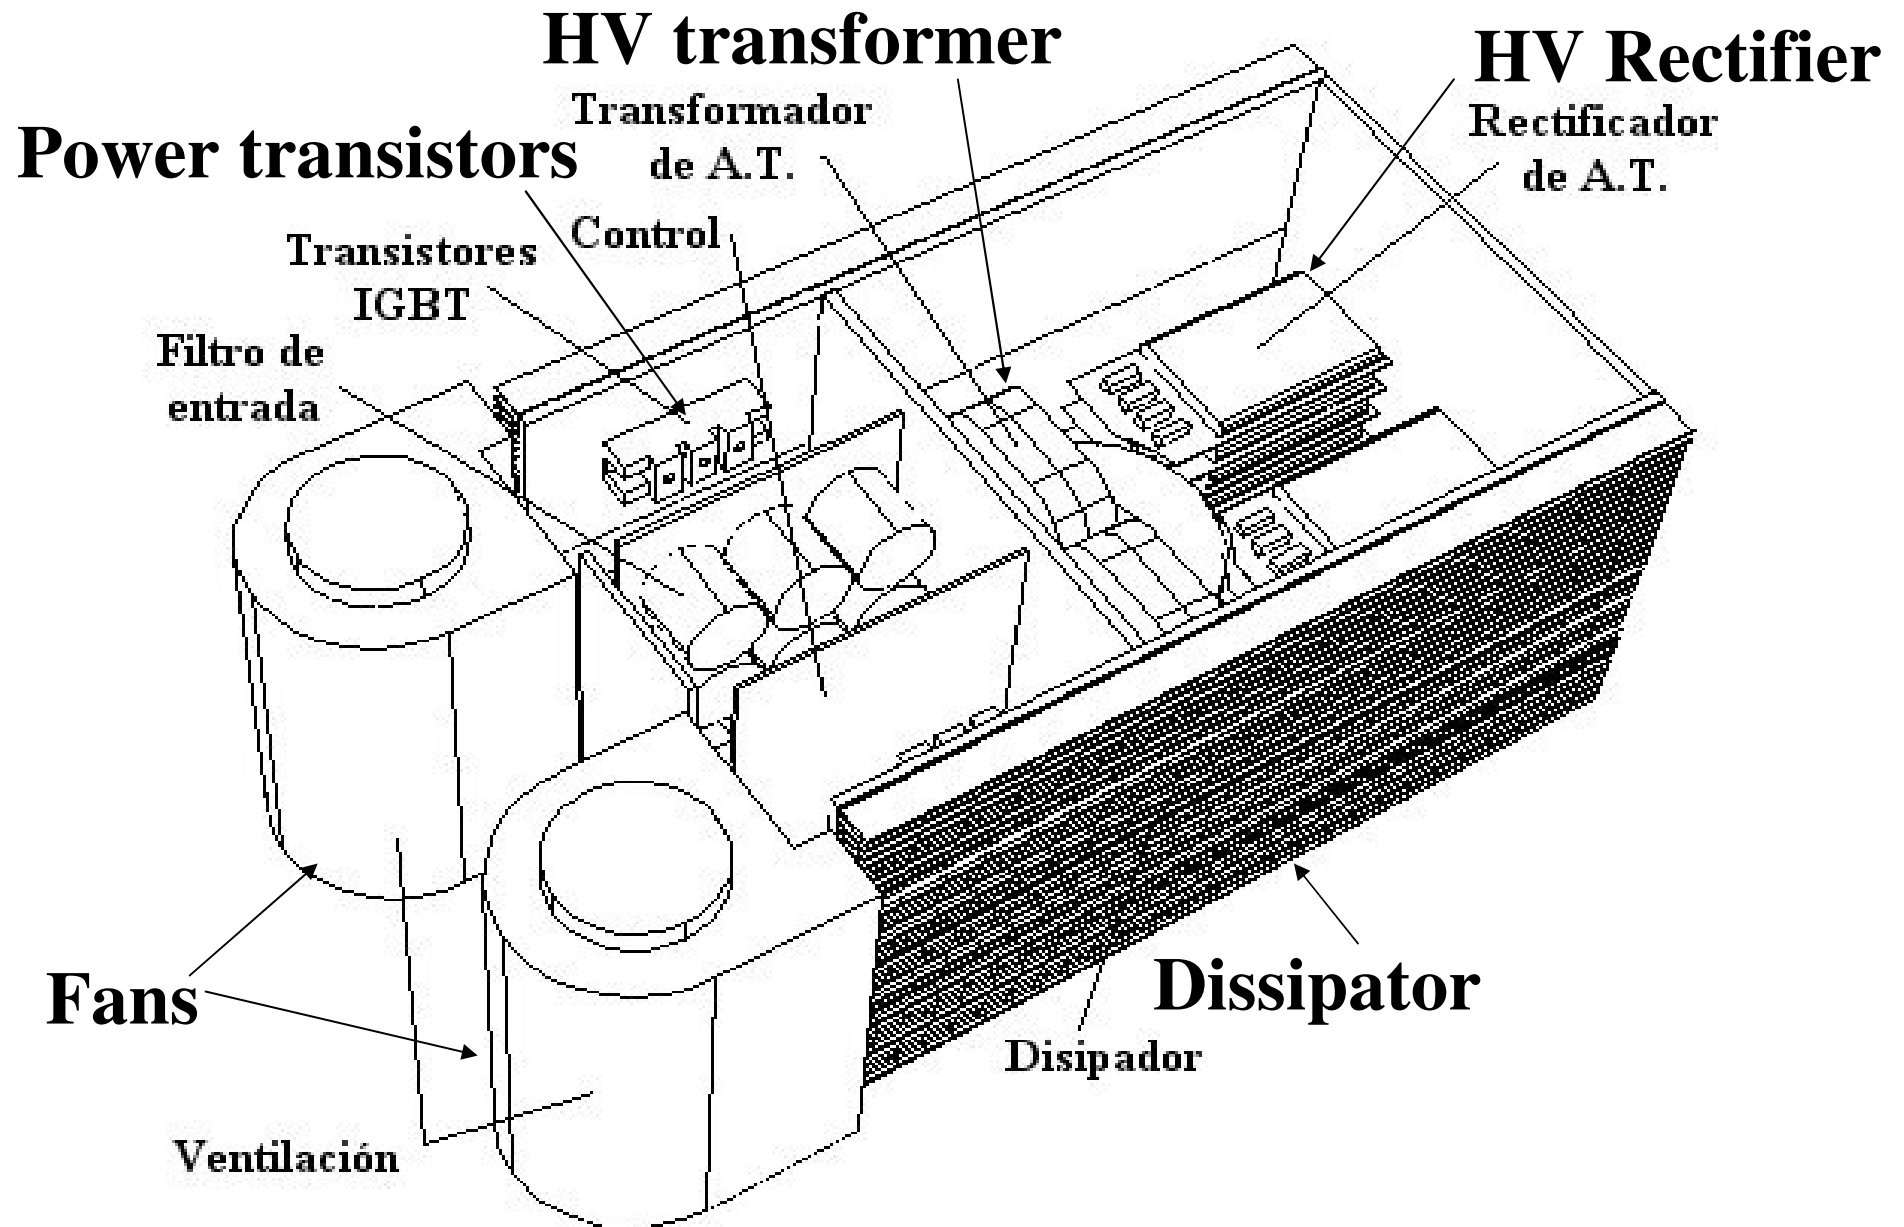 HV transformer
Transformador
de A.T.
HV Rectifier
Rectificador
de A.T.
Power transistors
Transistores
IGBT
Control
Filtro de
entrada
Fans
Ventilación
Dissipator
Disipador